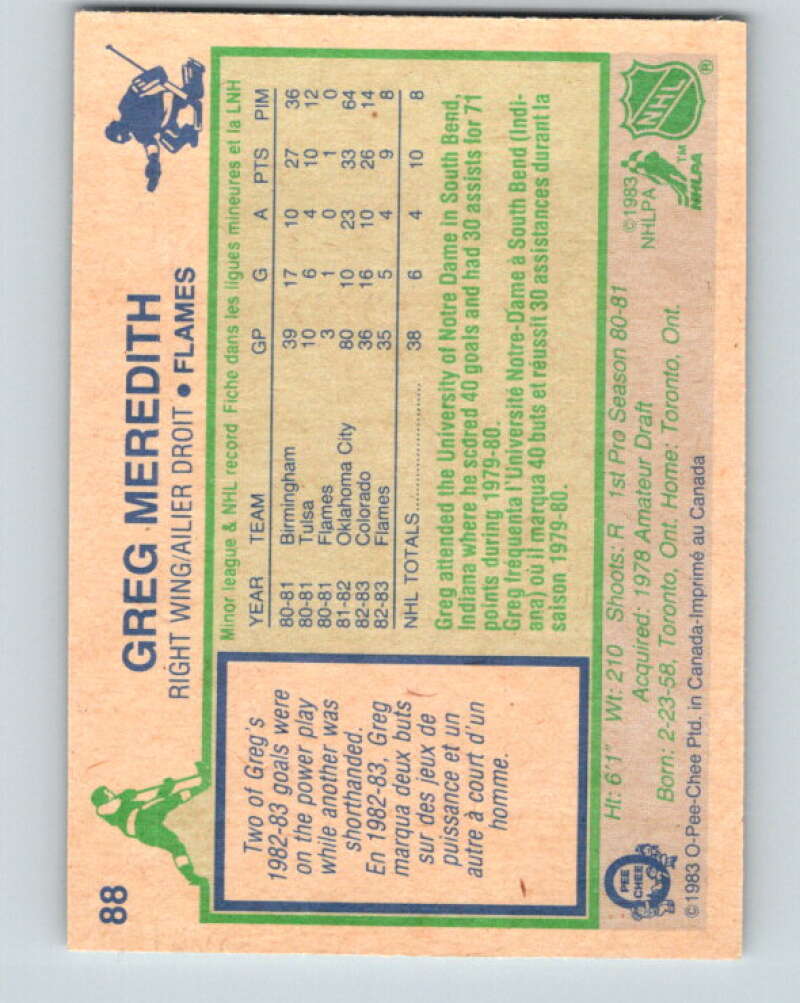 88
GREG MEREDITH
RIGHT WING/AILIER DROIT • FLAMES
Two of Greg's
1982-83 goals were
on the power play
while another was
shorthanded.
En 1982-83, Greg
marqua deux buts
sur des jeux de
puissance et un
autre à court d'un
homme.
Minor league & NHL record Fiche dans les ligues mineures et la LNH
YEAR TEAM GP G A PTS PIM
80-81 Birmingham 39 17 10 27 36
80-81 Tulsa 10 6 4 10 12
80-81 Flames 3 1 0 1 0
81-82 Oklahoma City 80 10 23 33 64
82-83 Colorado 36 16 10 26 14
82-83 Flames 35 5 4 9 8
NHL TOTALS 38 6 4 10 8
Greg attended the University of Notre Dame in South Bend,
Indiana where he scored 40 goals and had 30 assists for 71
points during 1979-80.
Greg fréquenta l'Université Notre-Dame à South Bend (Indi-
ana) où il marqua 40 buts et réussit 30 assistances durant la
saison 1979-80.
Ht: 6'1" Wt: 210 Shoots: R 1st Pro Season 80-81
Acquired: 1978 Amateur Draft
Born: 2-23-58, Toronto, Ont. Home: Toronto, Ont.
©1983 O-Pee-Chee Ptd. in Canada-Imprimé au Canada
PEE
CHEE
©1983
NHLPA
NHLPA
TM
NHL
®